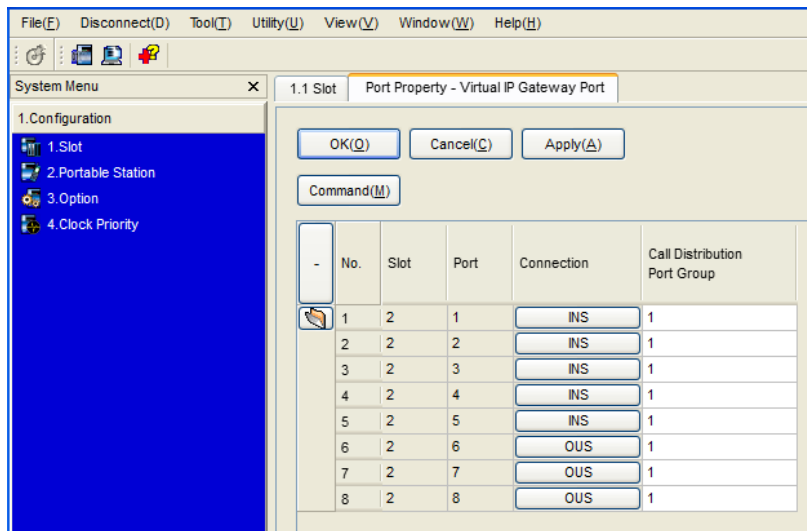 File(F) Disconnect(D) Tool(T) Utility(U) View(V) Window(W) Help(H)
System Menu x
1.Configuration
1.Slot
2.Portable Station
3.Option
4.Clock Priority
1.1 Slot Port Property - Virtual IP Gateway Port
OK(O) Cancel(C) Apply(A)
Command(M)
- No. Slot Port Connection Call Distribution
Port Group
1 2 1 INS 1
2 2 2 INS 1
3 2 3 INS 1
4 2 4 INS 1
5 2 5 INS 1
6 2 6 OUS 1
7 2 7 OUS 1
8 2 8 OUS 1